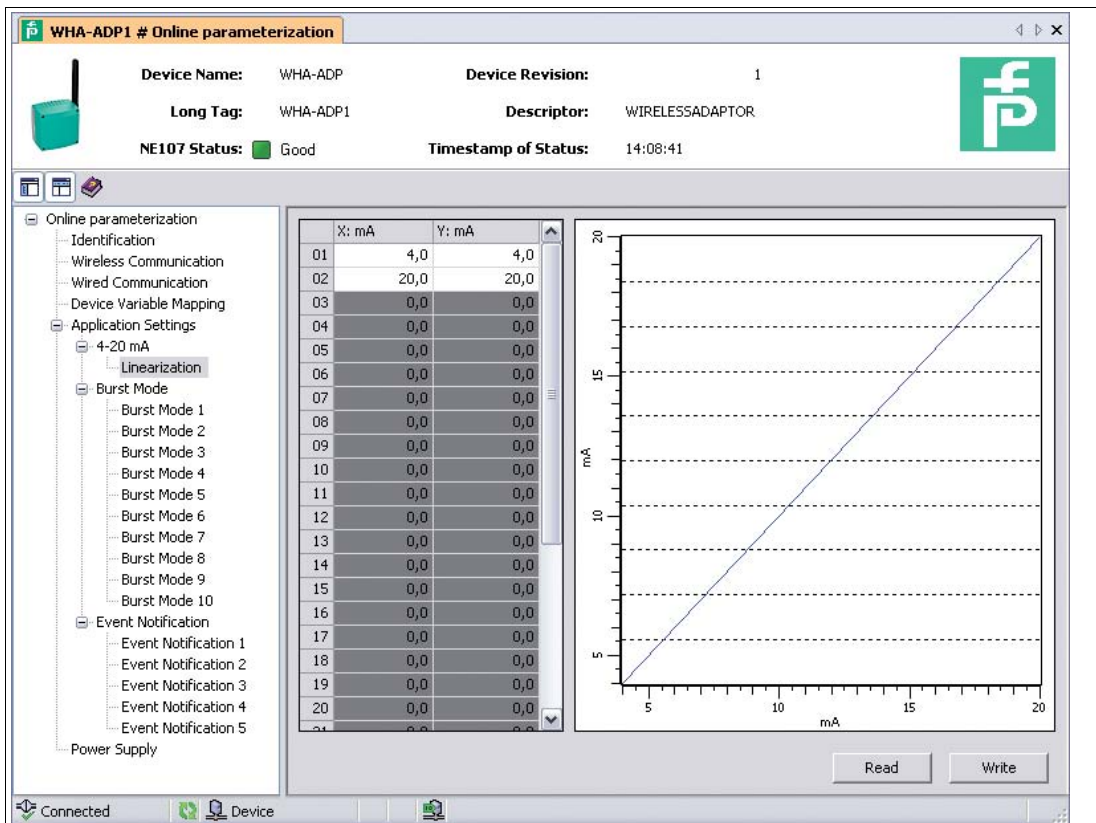 WHA-ADP1 # Online parameterization
Device Name: WHA-ADP Device Revision: 1
Long Tag: WHA-ADP1 Descriptor: WIRELESSADAPTOR
NE107 Status: Good Timestamp of Status: 14:08:41
Online parameterization
Identification
Wireless Communication
Wired Communication
Device Variable Mapping
Application Settings
4-20 mA
Linearization
Burst Mode
Burst Mode 1
Burst Mode 2
Burst Mode 3
Burst Mode 4
Burst Mode 5
Burst Mode 6
Burst Mode 7
Burst Mode 8
Burst Mode 9
Burst Mode 10
Event Notification
Event Notification 1
Event Notification 2
Event Notification 3
Event Notification 4
Event Notification 5
Power Supply
X: mA Y: mA
01 4,0 4,0
02 20,0 20,0
03 0,0 0,0
04 0,0 0,0
05 0,0 0,0
06 0,0 0,0
07 0,0 0,0
08 0,0 0,0
09 0,0 0,0
10 0,0 0,0
11 0,0 0,0
12 0,0 0,0
13 0,0 0,0
14 0,0 0,0
15 0,0 0,0
16 0,0 0,0
17 0,0 0,0
18 0,0 0,0
19 0,0 0,0
20 0,0 0,0
20
15
mA
10
5
5 10 15 20
mA
Read Write
Connected Device